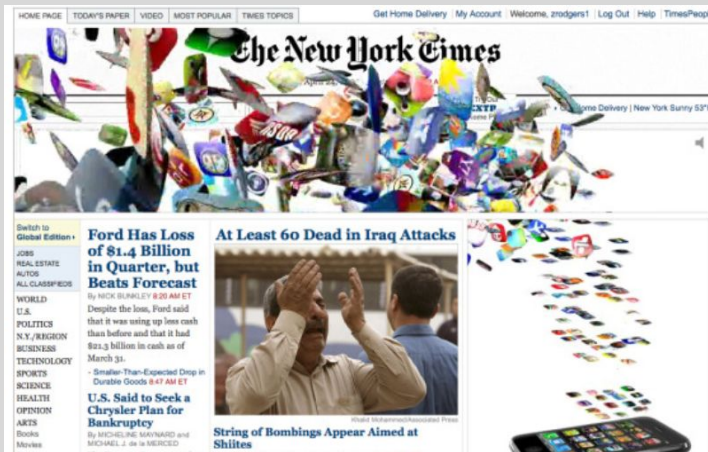 HOME PAGE TODAY'S PAPER VIDEO MOST POPULAR TIMES TOPICS
Get Home Delivery My Account Welcome, zrodgers1 Log Out Help TimesPeop
The New York Times
April 24,
Home Delivery | New York Sunny 53°
Switch to
Global Edition
JOBS
REAL ESTATE
AUTOS
ALL CLASSIFIEDS
WORLD
U.S.
POLITICS
N.Y./REGION
BUSINESS
TECHNOLOGY
SPORTS
SCIENCE
HEALTH
OPINION
ARTS
Books
Movies
Ford Has Loss
of $1.4 Billion
in Quarter, but
Beats Forecast
By NICK BUNKLEY 8:20 AM ET
Despite the loss, Ford said
that it was using up less cash
than before and that it had
$21.3 billion in cash as of
March 31.
- Smaller-Than-Expected Drop in
Durable Goods 8:47 AM ET
U.S. Said to Seek a
Chrysler Plan for
Bankruptcy
By MICHELINE MAYNARD and
MICHAEL J. de la MERCED
At Least 60 Dead in Iraq Attacks
Khalid Mohammed/Associated Press
String of Bombings Appear Aimed at
Shiites